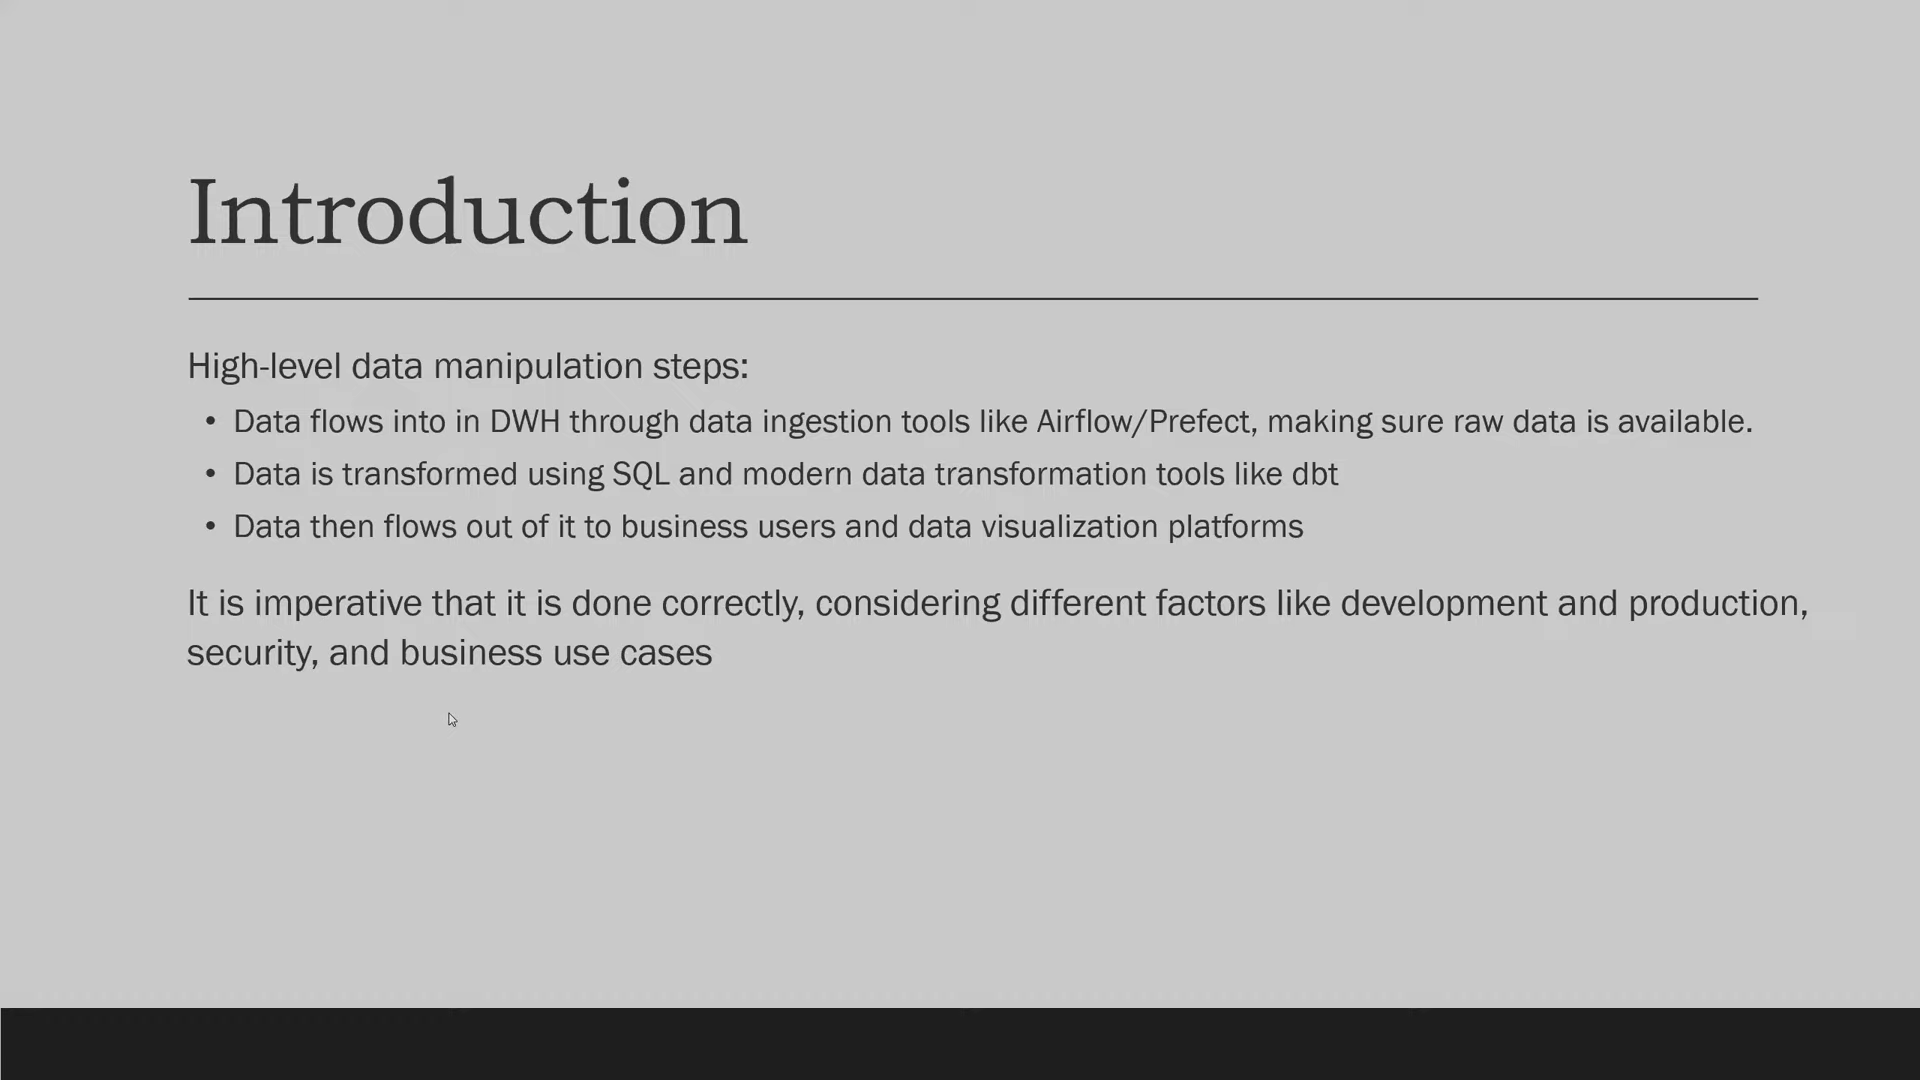 Introduction
High-level data manipulation steps:
• Data flows into in DWH through data ingestion tools like Airflow/Prefect, making sure raw data is available.
• Data is transformed using SQL and modern data transformation tools like dbt
• Data then flows out of it to business users and data visualization platforms
It is imperative that it is done correctly, considering different factors like development and production,
security, and business use cases